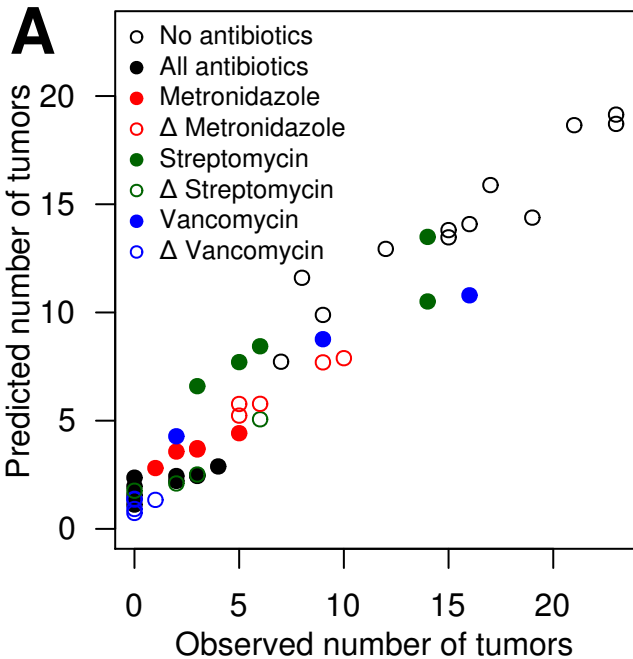 A
No antibiotics
All antibiotics
Metronidazole
Δ Metronidazole
Streptomycin
Δ Streptomycin
Vancomycin
Δ Vancomycin
Predicted number of tumors
20
15
10
5
0
0 5 10 15 20
Observed number of tumors